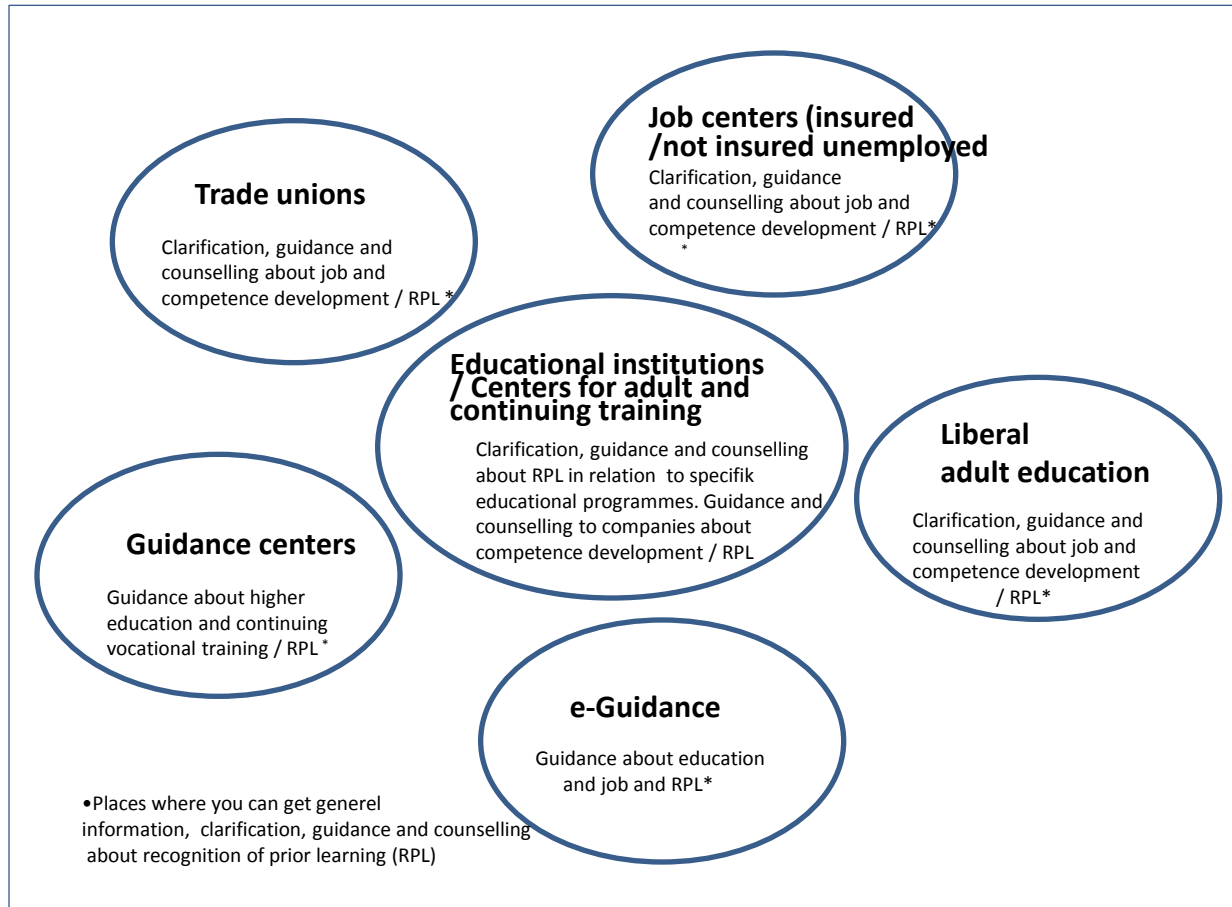 Job centers (insured
/not insured unemployed
Clarification, guidance
and counselling about job and
competence development / RPL*
*
Trade unions
Clarification, guidance and
counselling about job and
competence development / RPL *
Educational institutions
/ Centers for adult and
continuing training
Clarification, guidance and counselling
about RPL in relation to specifik
educational programmes. Guidance and
counselling to companies about
competence development / RPL
Liberal
adult education
Clarification, guidance and
counselling about job and
competence development
/ RPL*
Guidance centers
Guidance about higher
education and continuing
vocational training / RPL *
e-Guidance
Guidance about education
and job and RPL*
•Places where you can get generel
information, clarification, guidance and counselling
about recognition of prior learning (RPL)